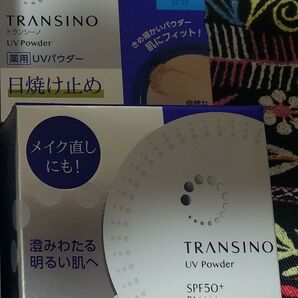 TRANSINO
トランシーノ
UV Powder
薬用 UVパウダー
日焼け止め
きめ細かいパウダー
肌にフィット!
自然な
メイク直し
にも!
澄みわたる
明るい肌へ
TRANSINO
UV Powder
SPF50+